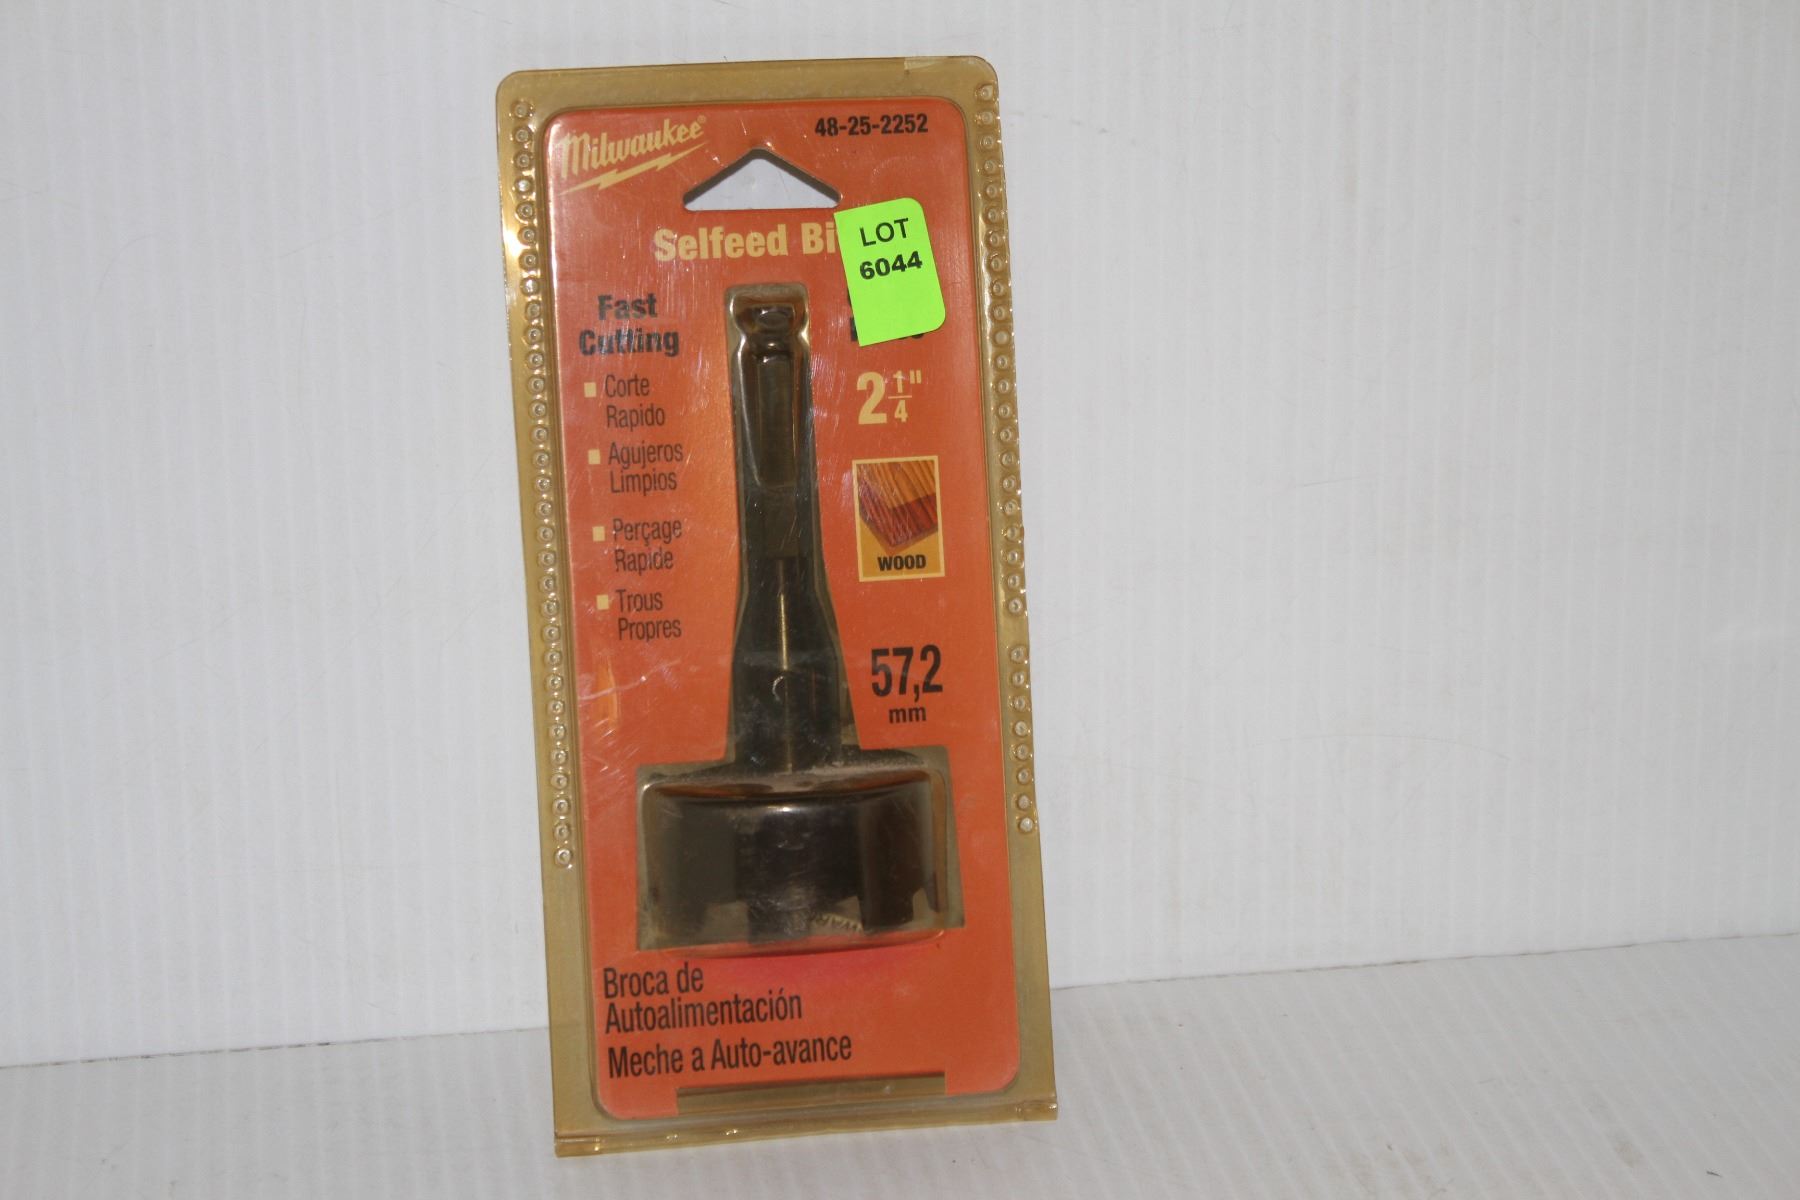 Milwaukee®
48-25-2252
Selfeed
LOT
6044
Fast
Cutting
Corte
Rapido
Agujeros
Limpios
Perçage
Rapide
Trous
Propres
2 1/4"
WOOD
57,2
mm
Broca de
Autoalimentación
Meche a Auto-avance